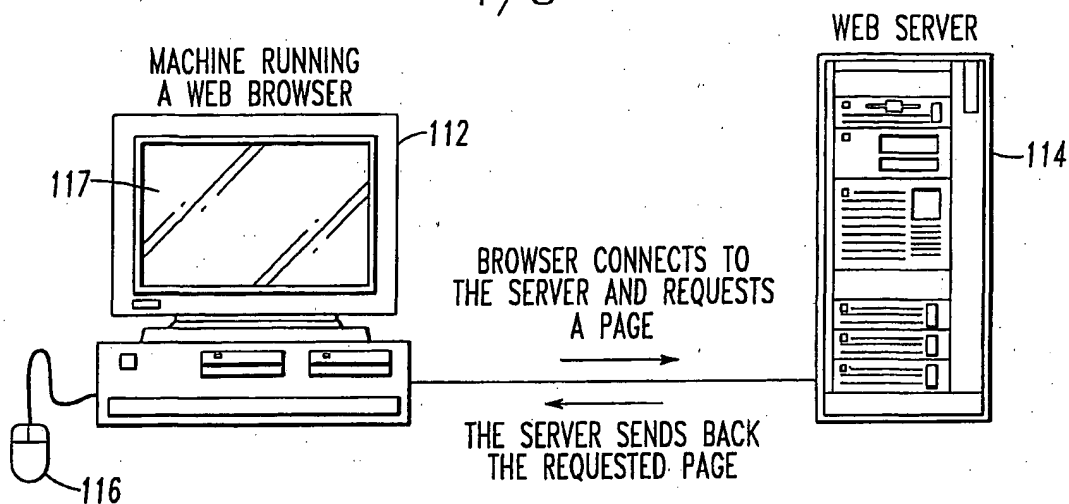 WEB SERVER
MACHINE RUNNING
A WEB BROWSER
112
117
114
BROWSER CONNECTS TO
THE SERVER AND REQUESTS
A PAGE
THE SERVER SENDS BACK
THE REQUESTED PAGE
116